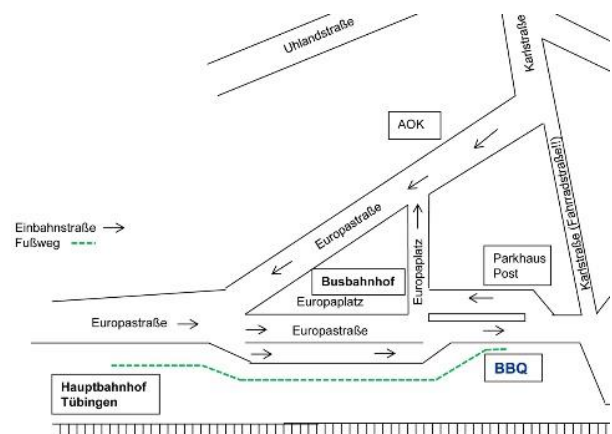 Uhlandstraße
Karlstraße
AOK
Karlstraße (Fahrradstraße!!)
Einbahnstraße
Fußweg
Europastraße
Europaplatz
Parkhaus
Post
Busbahnhof
Europaplatz
Europastraße
Europastraße
BBQ
Hauptbahnhof
Tübingen